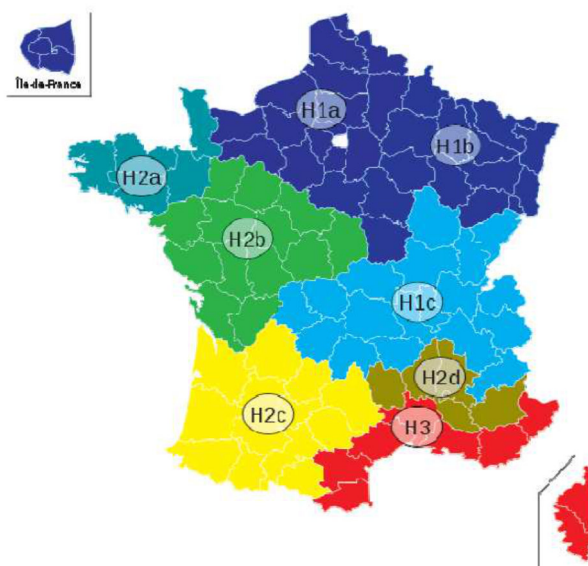 Île-de-France
H1a
H1b
H2a
H2b
H1c
H2d
H2c
H3